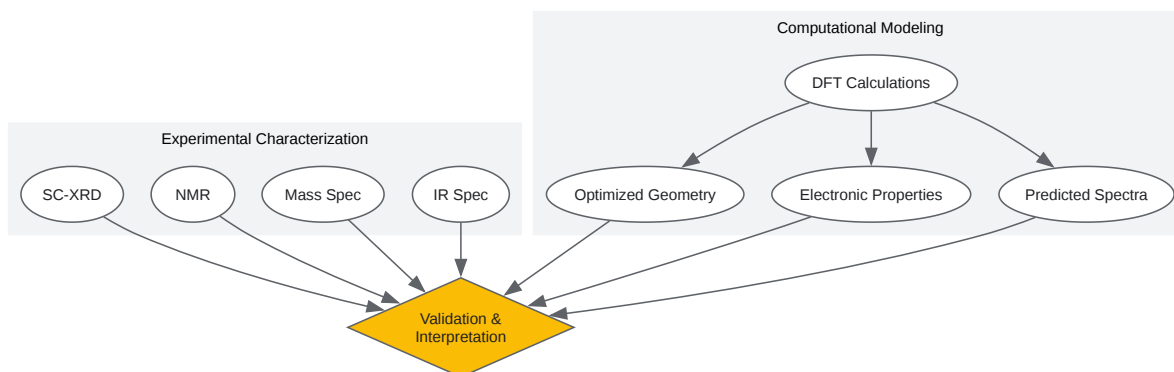 Computational Modeling
DFT Calculations
Experimental Characterization
SC-XRD
NMR
Mass Spec
IR Spec
Optimized Geometry
Electronic Properties
Predicted Spectra
Validation &
Interpretation